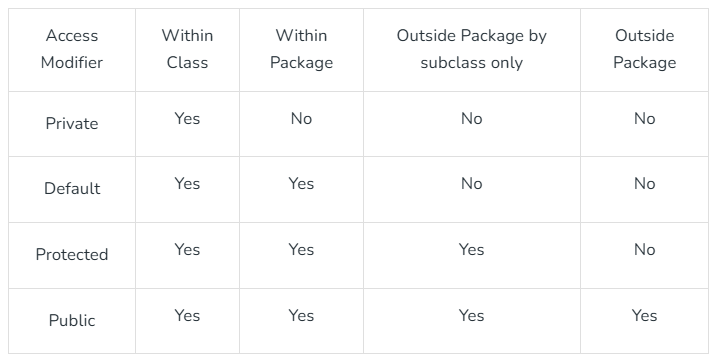 Access Modifier | Within Class | Within Package | Outside Package by subclass only | Outside Package
Private | Yes | No | No | No
Default | Yes | Yes | No | No
Protected | Yes | Yes | Yes | No
Public | Yes | Yes | Yes | Yes